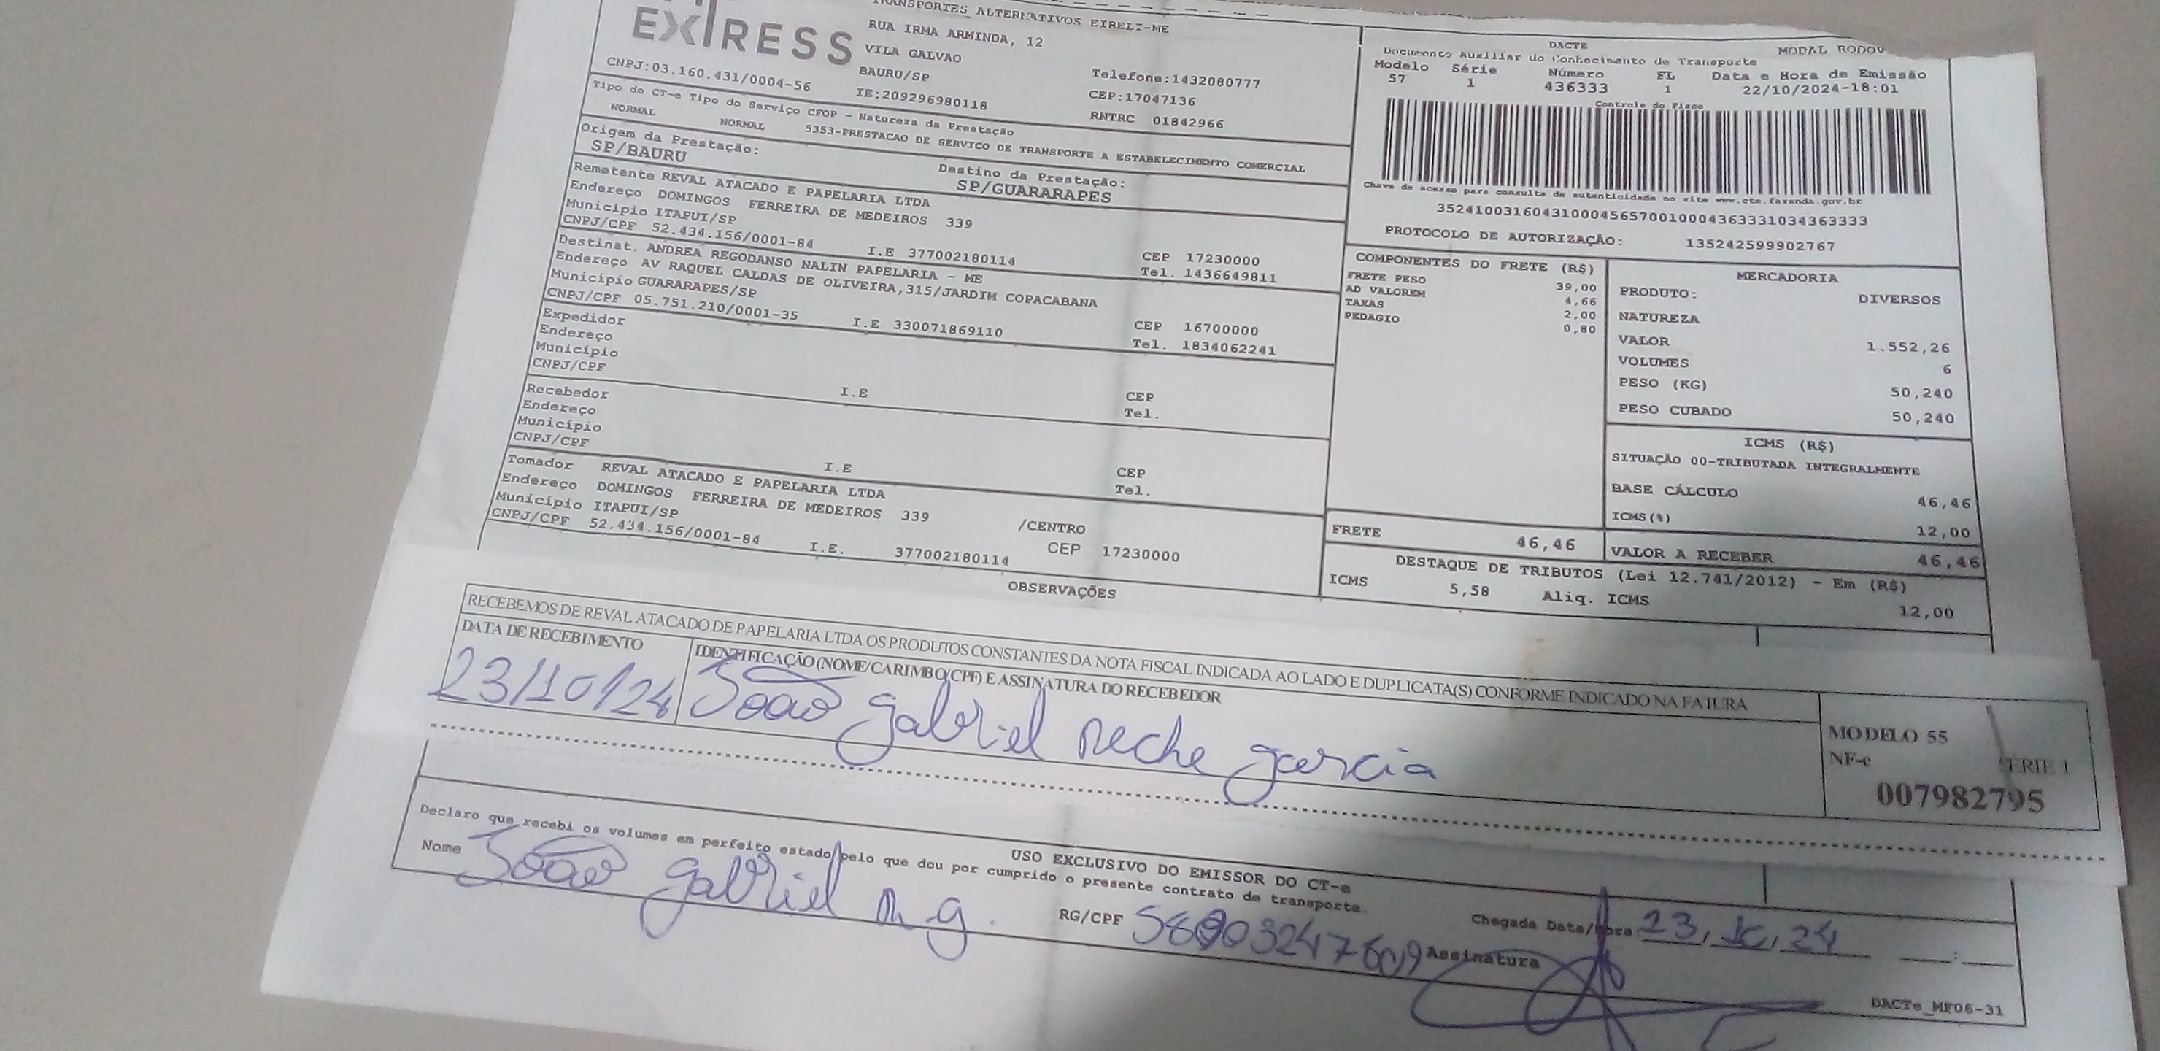 EXPRESS
TRANSPORTES ALTERNATIVOS EIRELI-ME
RUA IRMA ARMINDA, 12
VILA GALVAO
BAURU/SP
Telefone:1432080777
CNPJ:03.160.431/0004-56
IE:209296980118
CEP:17047136
RNTRC 01842966
Tipo do CT-e Tipo do Serviço CFOP - Natureza da Prestação
NORMAL NORMAL 5353-PRESTACAO DE SERVICO DE TRANSPORTE A ESTABELECIMENTO COMERCIAL
Origem da Prestação:
SP/BAURU
Destino da Prestação:
SP/GUARARAPES
Remetente REVAL ATACADO E PAPELARIA LTDA
Endereço DOMINGOS FERREIRA DE MEDEIROS 339
Município ITAPUI/SP CEP 17230000
CNPJ/CPF 52.434.156/0001-84 I.E 377002180114 Tel. 1436649811
Destinat. ANDREA REGODANSO NALIN PAPELARIA - ME
Endereço AV RAQUEL CALDAS DE OLIVEIRA,315/JARDIM COPACABANA
Município GUARARAPES/SP CEP 16700000
CNPJ/CPF 05.751.210/0001-35 I.E 330071869110 Tel. 1834062241
Expedidor
Endereço
Município CEP
CNPJ/CPF I.E Tel.
Recebedor
Endereço
Município CEP
CNPJ/CPF I.E Tel.
Tomador REVAL ATACADO E PAPELARIA LTDA
Endereço DOMINGOS FERREIRA DE MEDEIROS 339 /CENTRO
Município ITAPUI/SP CEP 17230000
CNPJ/CPF 52.434.156/0001-84 I.E. 377002180114
OBSERVAÇÕES
DACTE MODAL RODOV
Documento Auxiliar do Conhecimento de Transporte
Modelo Série Número FL Data e Hora de Emissão
57 1 436333 1 22/10/2024-18:01
Controle do Fisco
Chave de acesso para consulta de autenticidade no site www.cte.fazenda.gov.br
35241003160431000456570010004363331034363333
PROTOCOLO DE AUTORIZAÇÃO: 135242599902767
COMPONENTES DO FRETE (R$)
FRETE PESO 39,00
AD VALOREM 4,66
TAXAS 2,00
PEDAGIO 0,80
MERCADORIA
PRODUTO: DIVERSOS
NATUREZA
VALOR 1.552,26
VOLUMES 6
PESO (KG) 50,240
PESO CUBADO 50,240
ICMS (R$)
SITUAÇÃO 00-TRIBUTADA INTEGRALMENTE
BASE CÁLCULO 46,46
ICMS(%) 12,00
FRETE 46,46
VALOR A RECEBER 46,46
DESTAQUE DE TRIBUTOS (Lei 12.741/2012) - Em (R$)
ICMS 5,58 Aliq. ICMS 12,00
RECEBEMOS DE REVAL ATACADO DE PAPELARIA LTDA OS PRODUTOS CONSTANTES DA NOTA FISCAL INDICADA AO LADO E DUPLICATA(S) CONFORME INDICADO NA FATURA
DATA DE RECEBIMENTO
23/10/24
IDENTIFICAÇÃO (NOME/CARIMBO/CPF) E ASSINATURA DO RECEBEDOR
João gabriel neche garcia
MODELO 55
NF-e SERIE 1
007982795
USO EXCLUSIVO DO EMISSOR DO CT-e
Declaro que recebi os volumes em perfeito estado pelo que dou por cumprido o presente contrato de transporte.
Nome João gabriel n g.
RG/CPF
Chegada Data/Hora 23/10/24 :
Assinatura
DACTe_MF06-31